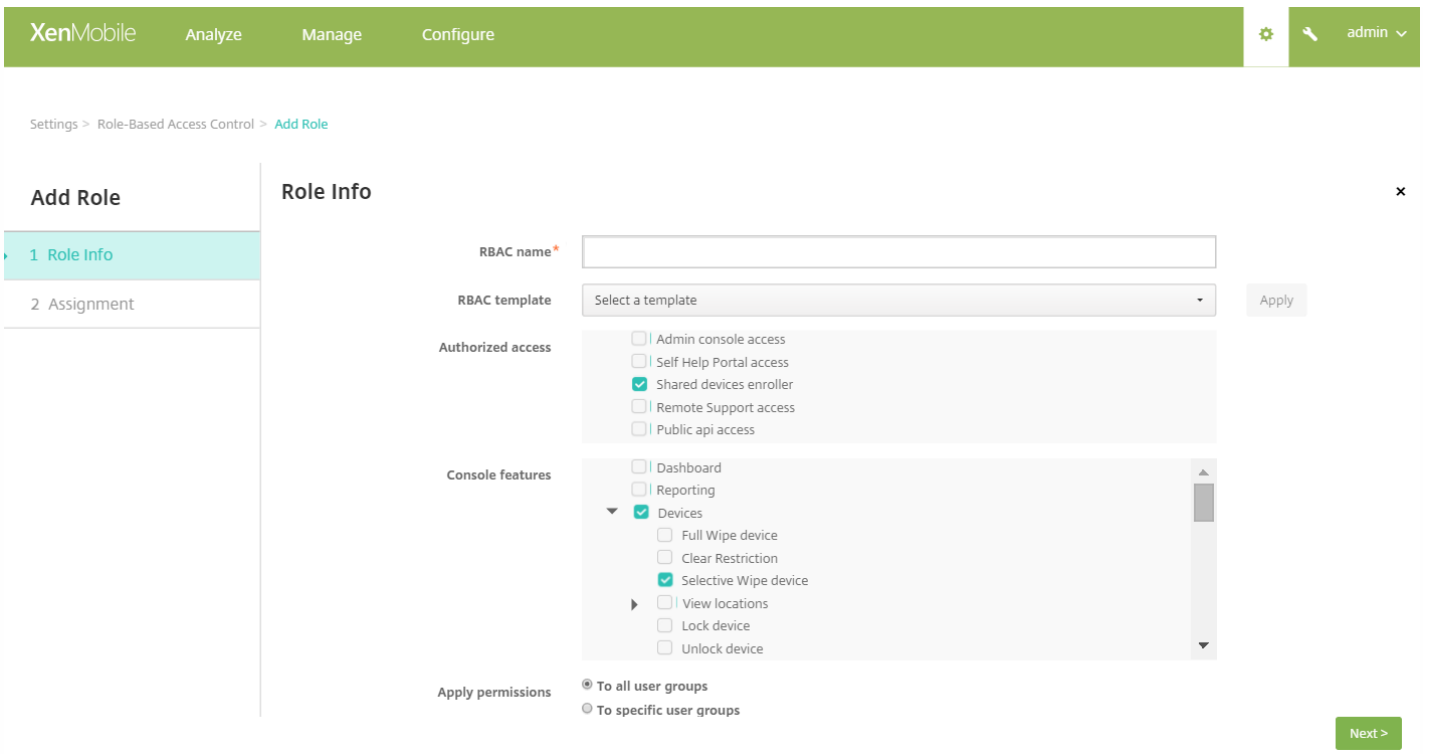 XenMobile Analyze Manage Configure admin
Settings > Role-Based Access Control > Add Role
Add Role
1 Role Info
2 Assignment
Role Info
RBAC name*
RBAC template Select a template Apply
Authorized access
Admin console access
Self Help Portal access
Shared devices enroller
Remote Support access
Public api access
Console features
Dashboard
Reporting
Devices
Full Wipe device
Clear Restriction
Selective Wipe device
View locations
Lock device
Unlock device
Apply permissions
To all user groups
To specific user groups
Next >